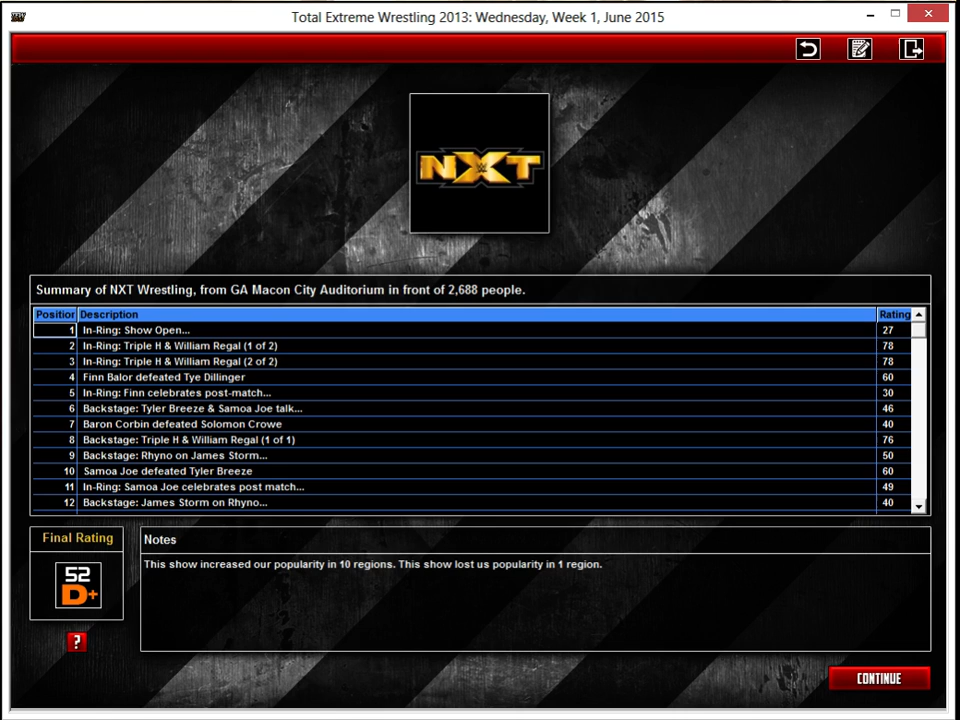 Total Extreme Wrestling 2013: Wednesday, Week 1, June 2015
NXT
Summary of NXT Wrestling, from GA Macon City Auditorium in front of 2,688 people.
Position Description Rating
1 In-Ring: Show Open... 27
2 In-Ring: Triple H & William Regal (1 of 2) 78
3 In-Ring: Triple H & William Regal (2 of 2) 78
4 Finn Balor defeated Tye Dillinger 60
5 In-Ring: Finn celebrates post-match... 30
6 Backstage: Tyler Breeze & Samoa Joe talk... 46
7 Baron Corbin defeated Solomon Crowe 40
8 Backstage: Triple H & William Regal (1 of 1) 76
9 Backstage: Rhyno on James Storm... 50
10 Samoa Joe defeated Tyler Breeze 60
11 In-Ring: Samoa Joe celebrates post match... 49
12 Backstage: James Storm on Rhyno... 40
Final Rating
52
D+
?
Notes
This show increased our popularity in 10 regions. This show lost us popularity in 1 region.
CONTINUE